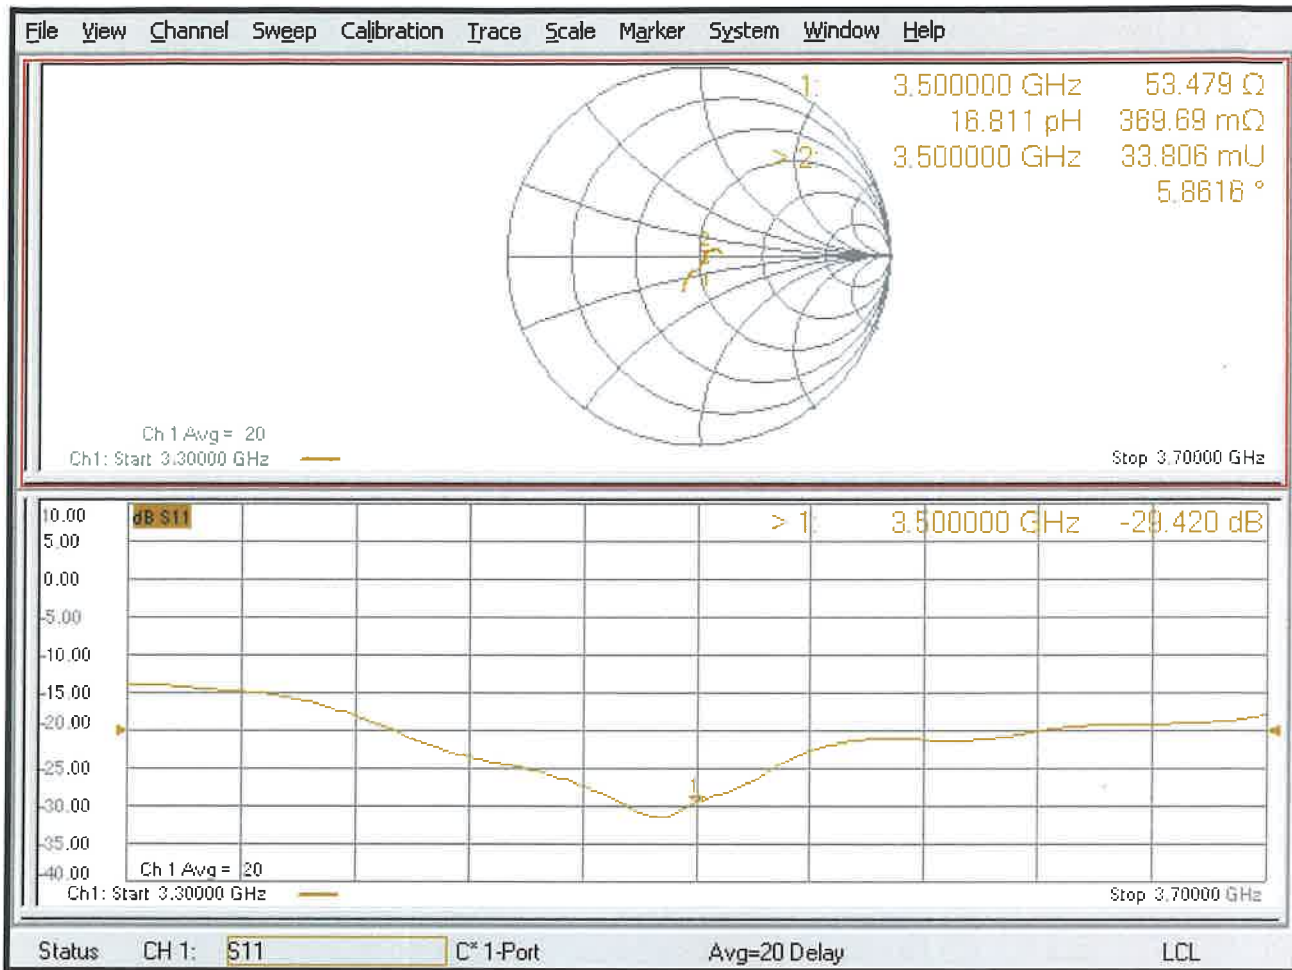 File View Channel Sweep Calibration Trace Scale Marker System Window Help
1: 3.500000 GHz 53.479 Ω
16.811 pH 369.69 mΩ
> 2: 3.500000 GHz 33.806 mU
5.8616 °
2
Ch 1 Avg = 20
Ch1: Start 3.30000 GHz
Stop 3.70000 GHz
10.00
dB S11
> 1: 3.500000 GHz -29.420 dB
5.00
0.00
-5.00
-10.00
-15.00
-20.00
-25.00
1
-30.00
-35.00
-40.00
Ch 1 Avg = 20
Ch1: Start 3.30000 GHz
Stop 3.70000 GHz
Status CH 1: S11 C* 1-Port Avg=20 Delay LCL